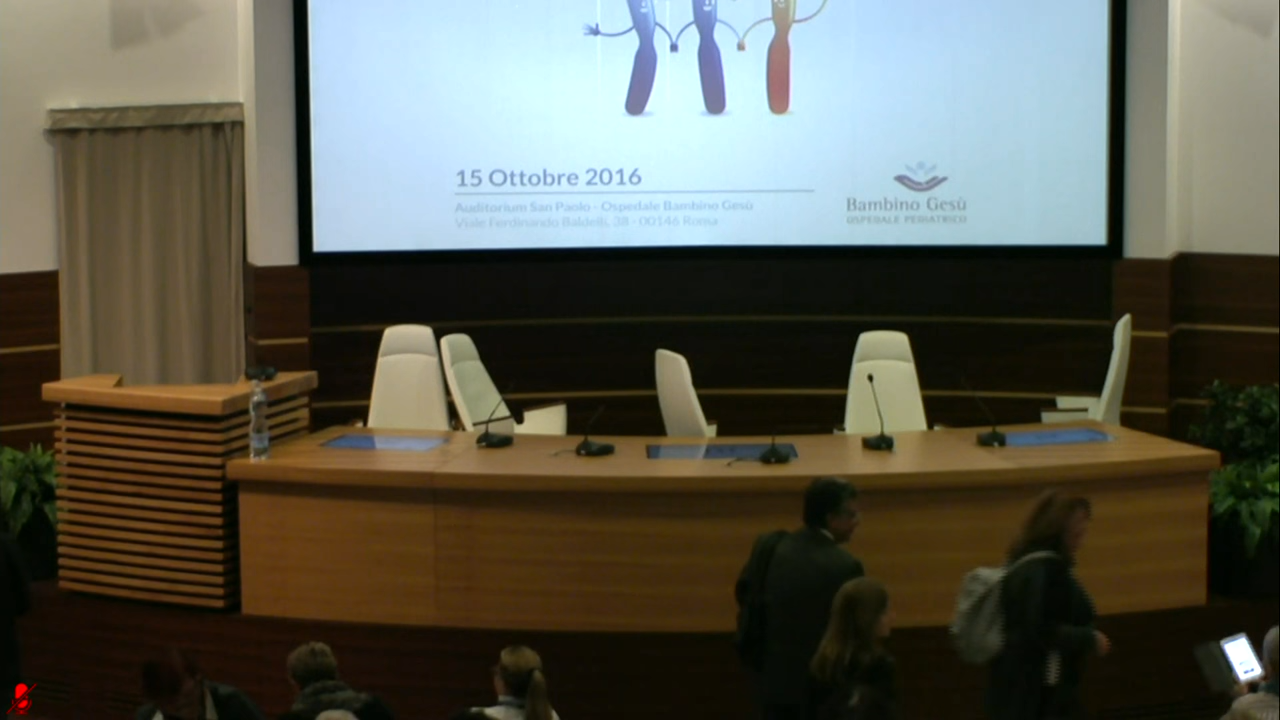 15 Ottobre 2016
Auditorium San Paolo - Ospedale Bambino Gesù
Viale Ferdinando Baldelli, 38 - 00146 Roma
Bambino Gesù
OSPEDALE PEDIATRICO